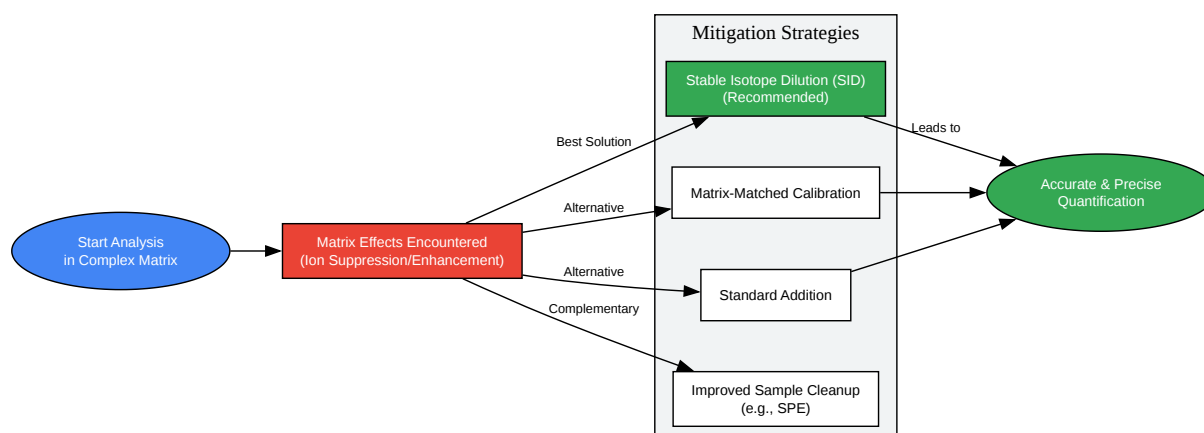 Mitigation Strategies
Stable Isotope Dilution (SID)
(Recommended)
Best Solution
Leads to
Matrix-Matched Calibration
Accurate & Precise
Quantification
Alternative
Start Analysis
in Complex Matrix
Matrix Effects Encountered
(Ion Suppression/Enhancement)
Alternative
Standard Addition
Complementary
Improved Sample Cleanup
(e.g., SPE)